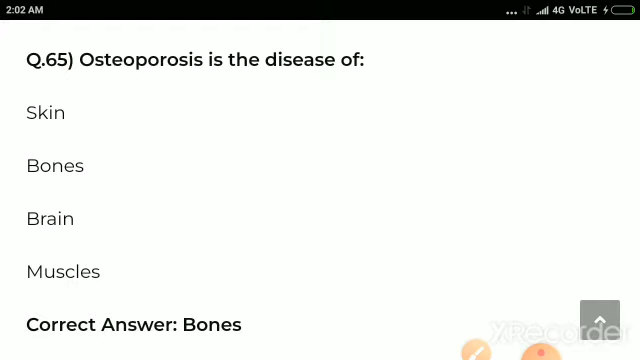 2:02 AM
... 4G VoLTE
Q.65) Osteoporosis is the disease of:
Skin
Bones
Brain
Muscles
Correct Answer: Bones
XRecorder